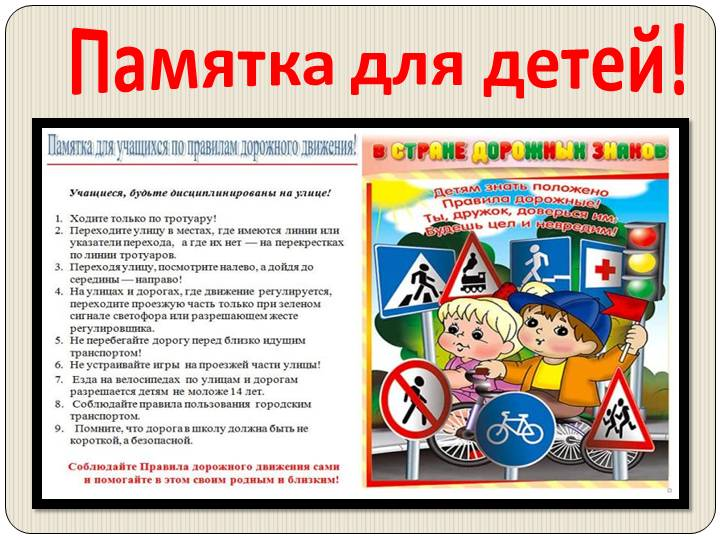 Памятка для детей!
Памятка для учащихся по правилам дорожного движения!
Учащиеся, будьте дисциплинированы на улице!
1. Ходите только по тротуару!
2. Переходите улицу в местах, где имеются линии или
указатели перехода, а где их нет — на перекрестках
по линии тротуаров.
3. Переходя улицу, посмотрите налево, а дойдя до
середины — направо!
4. На улицах и дорогах, где движение регулируется,
переходите проезжую часть только при зеленом
сигнале светофора или разрешающем жесте
регулировщика.
5. Не перебегайте дорогу перед близко идущим
транспортом!
6. Не устраивайте игры на проезжей части улицы!
7. Езда на велосипедах по улицам и дорогам
разрешается детям не моложе 14 лет.
8. Соблюдайте правила пользования городским
транспортом.
9. Помните, что дорога в школу должна быть не
короткой, а безопасной.
Соблюдайте Правила дорожного движения сами
и помогайте в этом своим родным и близким!
В СТРАНЕ ДОРОЖНЫХ ЗНАКОВ
Детям знать положено
Правила дорожные!
Ты, дружок, доверься им:
Будешь цел и невредим!